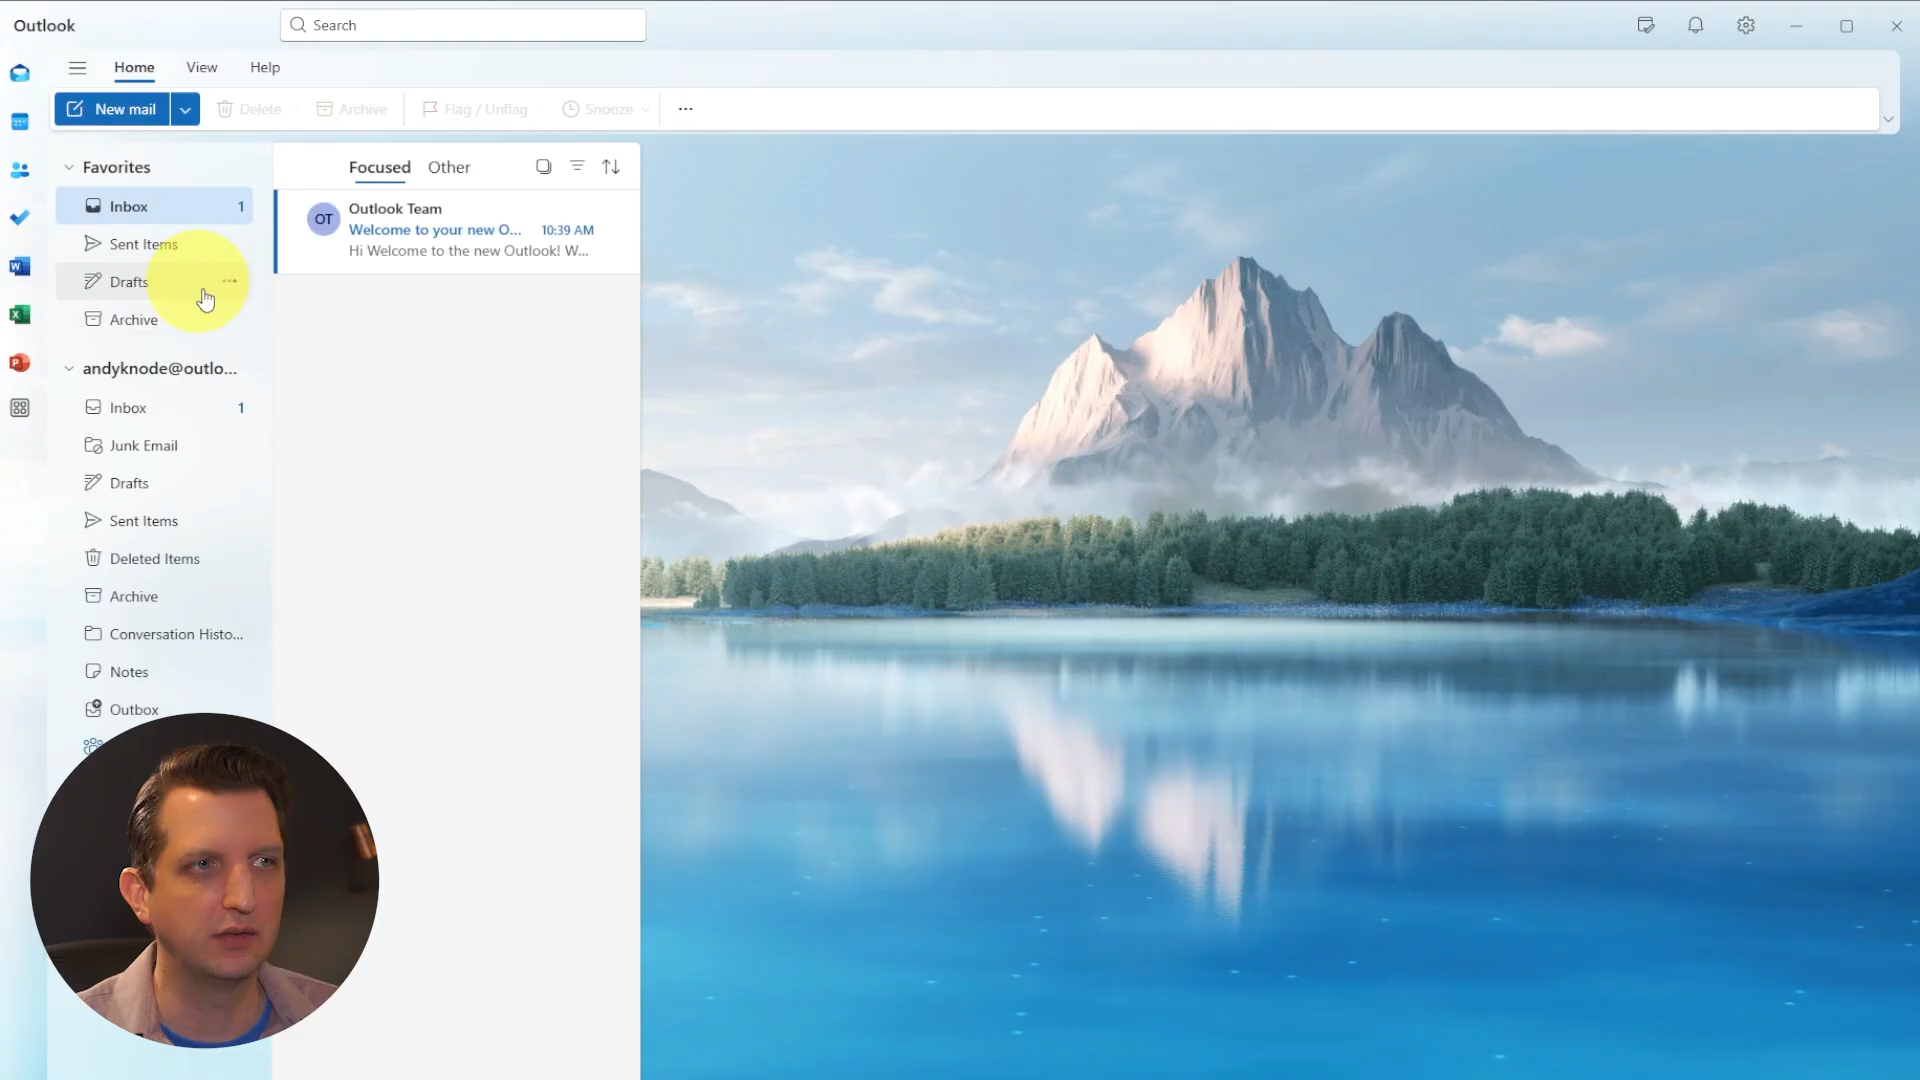 Outlook
Search
Home
View
Help
New mail
Delete
Archive
Flag / Unflag
Snooze
Favorites
Inbox 1
Sent Items
Drafts
Archive
andyknode@outlo...
Inbox 1
Junk Email
Drafts
Sent Items
Deleted Items
Archive
Conversation Histo...
Notes
Outbox
Focused
Other
OT
Outlook Team
Welcome to your new O... 10:39 AM
Hi Welcome to the new Outlook! W...